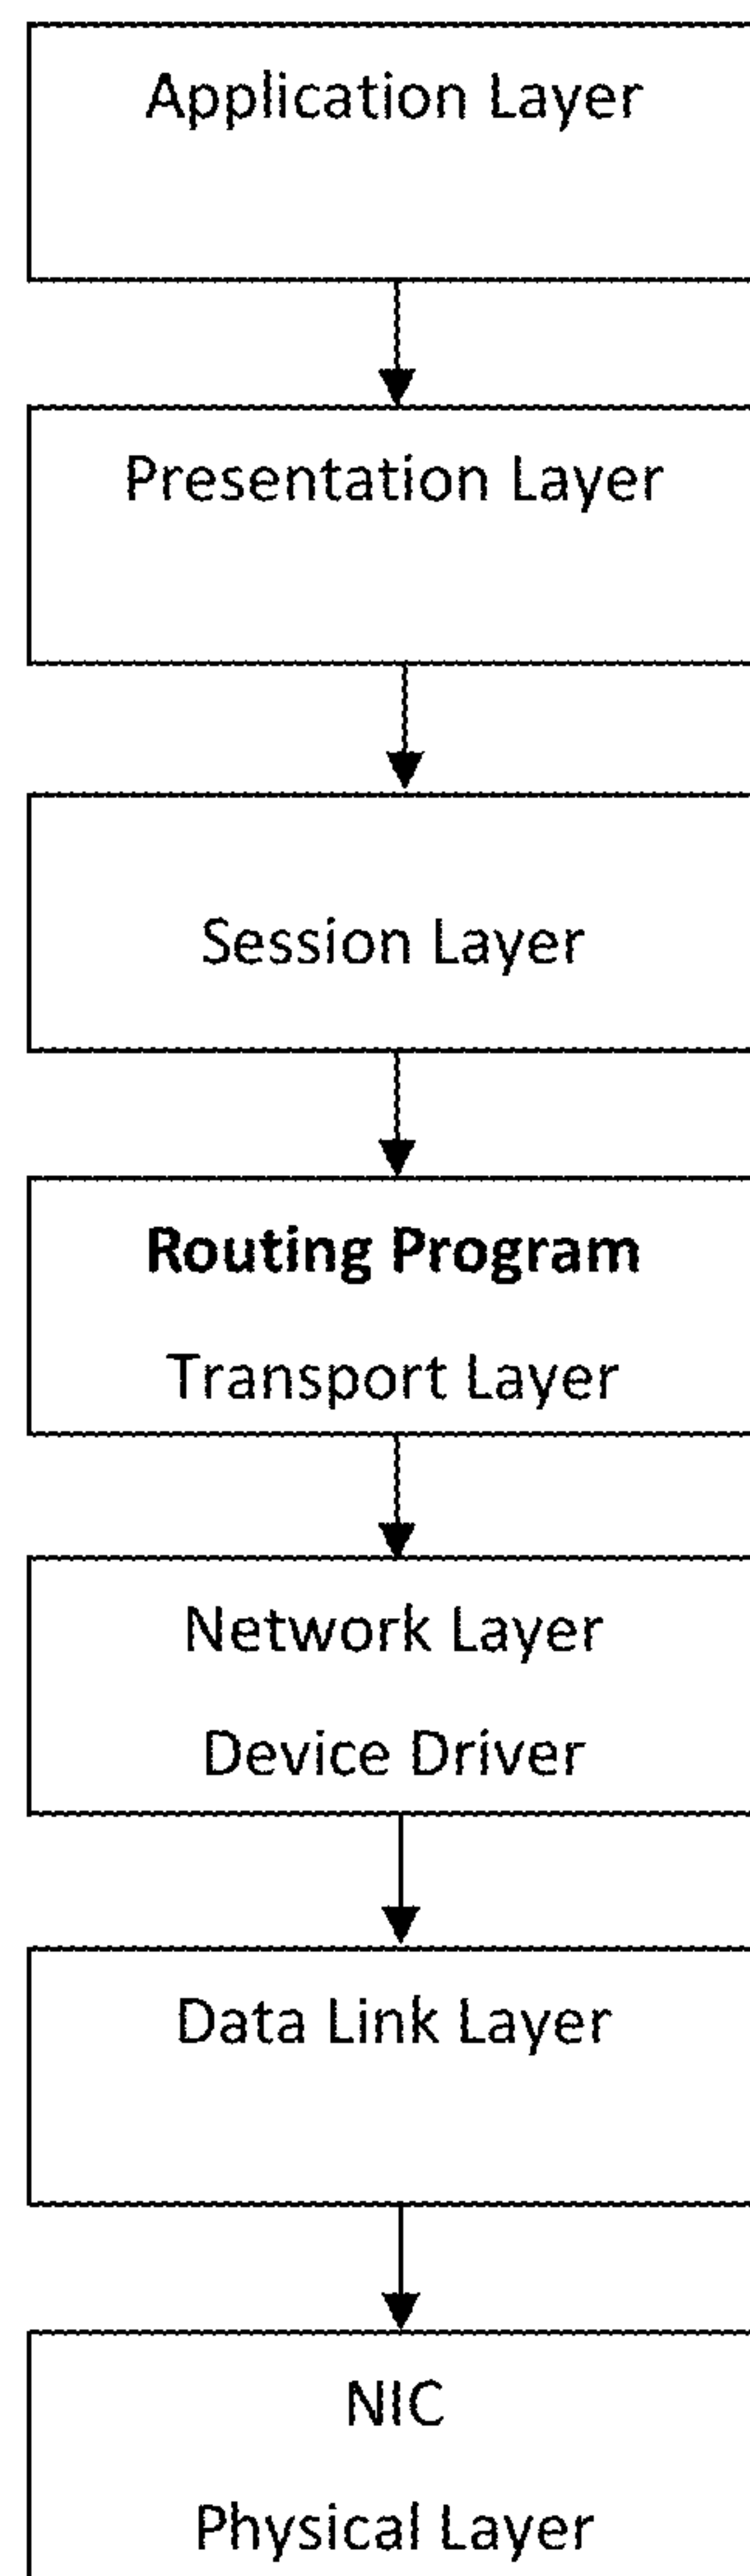 Application Layer
Presentation Layer
Session Layer
Routing Program
Transport Layer
Network Layer
Device Driver
Data Link Layer
NIC
Physical Layer